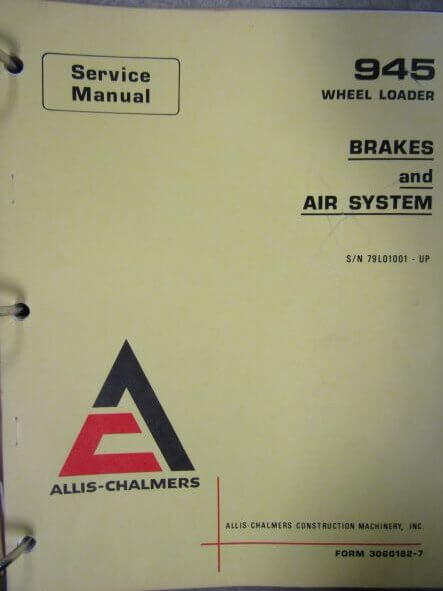 Service
Manual
945
WHEEL LOADER
BRAKES
and
AIR SYSTEM
S/N 79L01001 - UP
ALLIS-CHALMERS
ALLIS-CHALMERS CONSTRUCTION MACHINERY, INC.
FORM 3060182-7